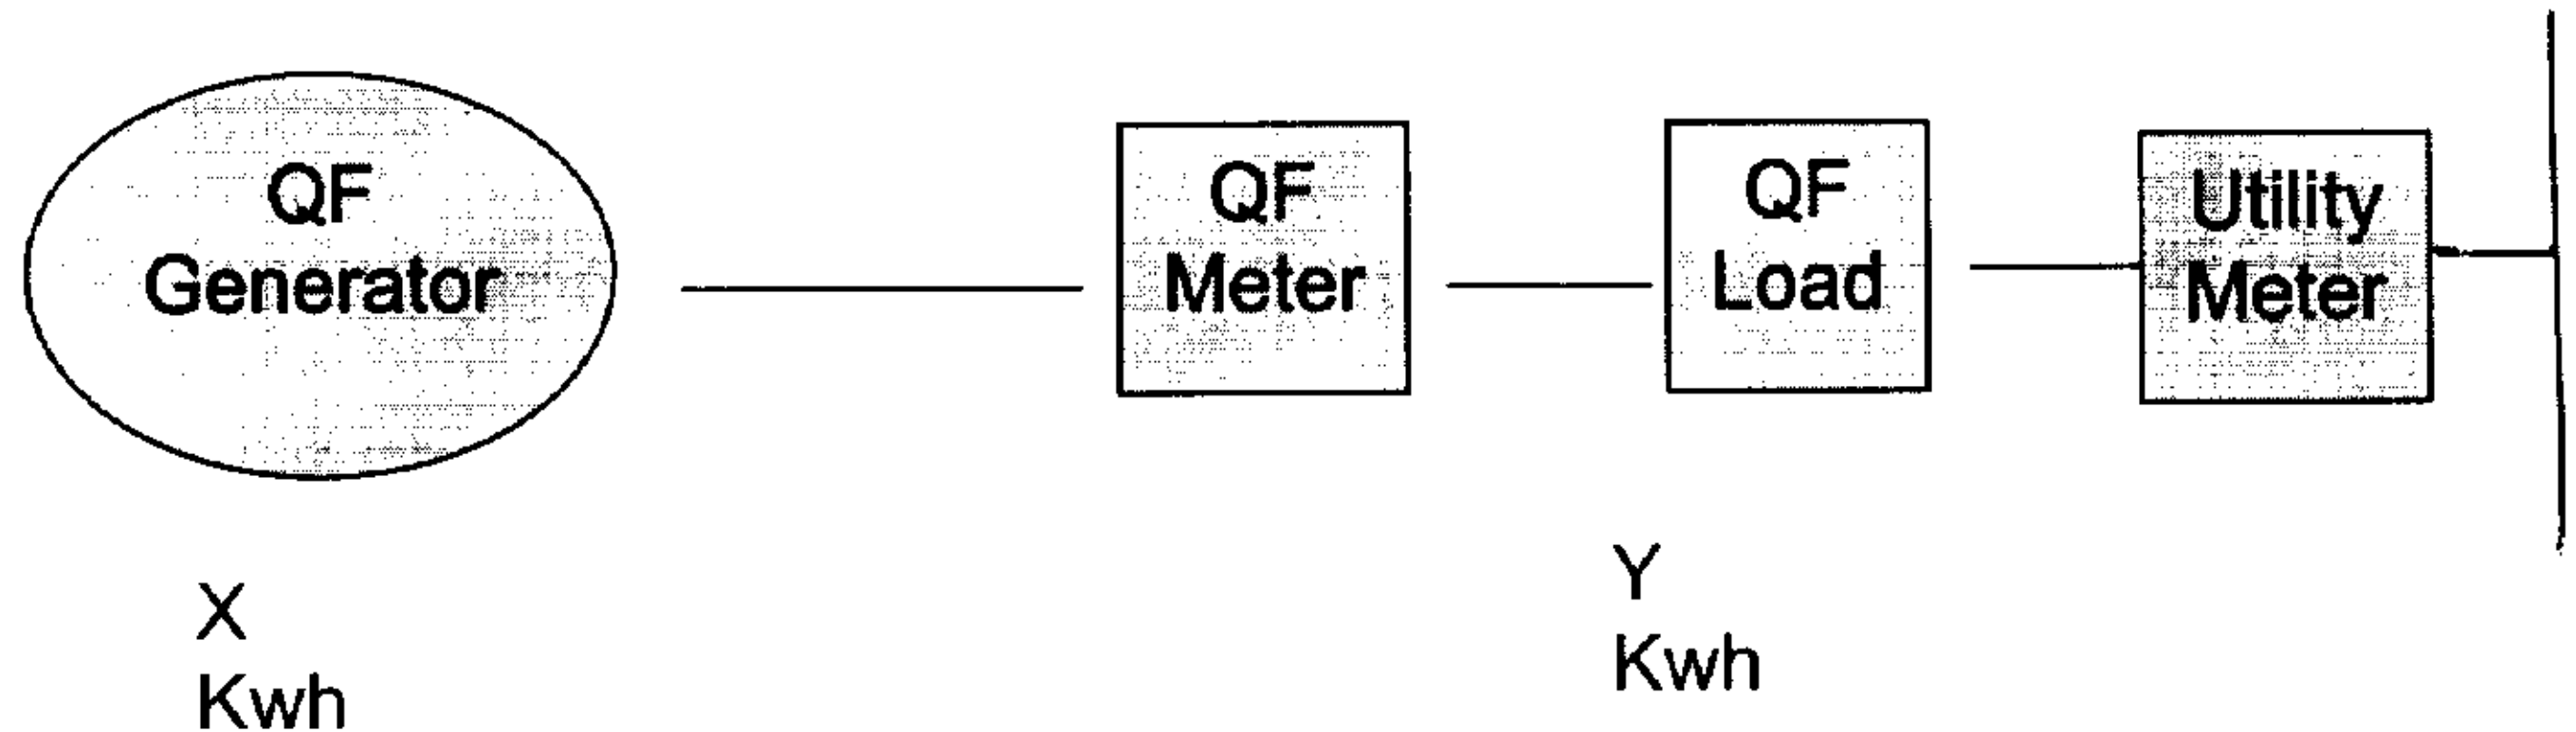 QF
Generator
QF
Meter
QF
Load
Utility
Meter
X
Kwh
Y
Kwh